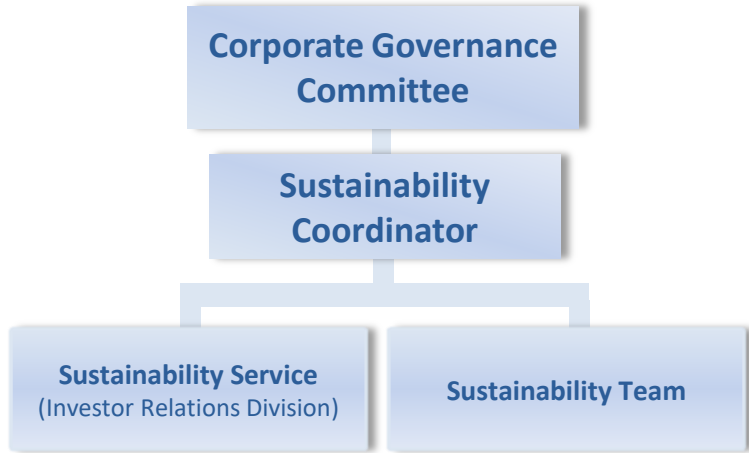 Corporate Governance
Committee
Sustainability
Coordinator
Sustainability Service
(Investor Relations Division)
Sustainability Team